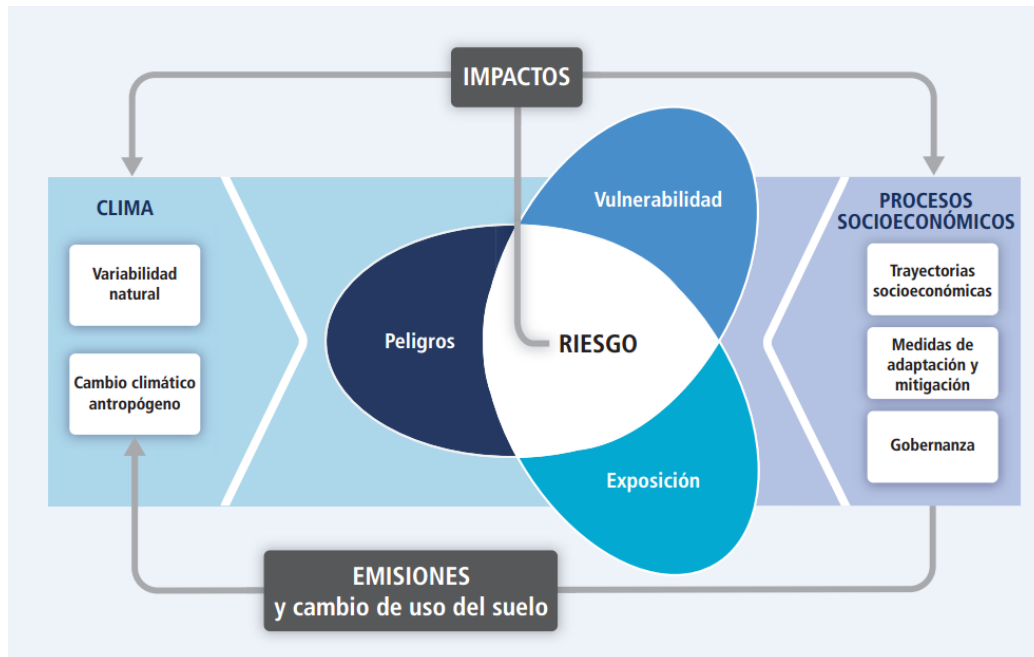 IMPACTOS
CLIMA
Variabilidad
natural
Cambio climático
antropógeno
Vulnerabilidad
Peligros
RIESGO
Exposición
PROCESOS
SOCIOECONÓMICOS
Trayectorias
socioeconómicas
Medidas de
adaptación y
mitigación
Gobernanza
EMISIONES
y cambio de uso del suelo